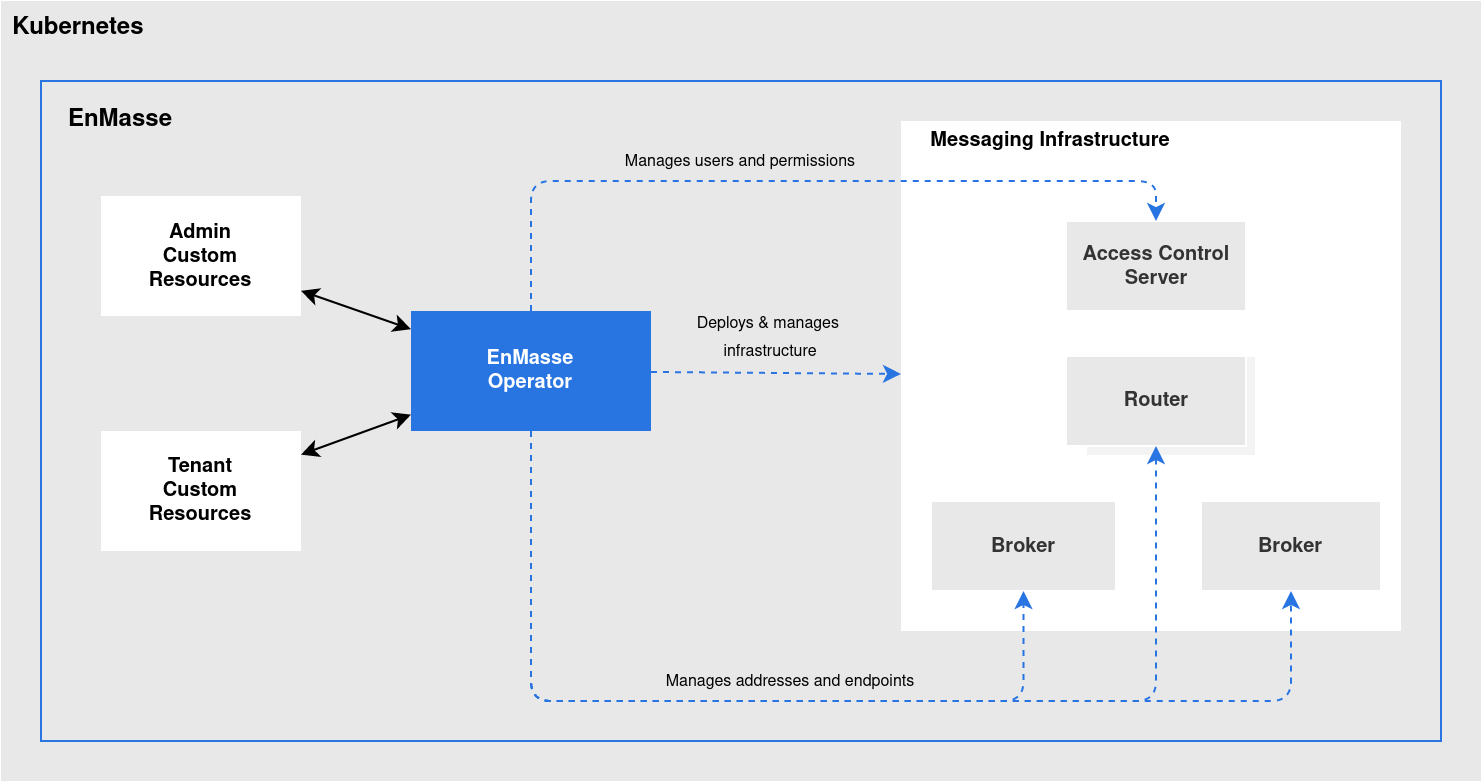 Kubernetes
EnMasse
Admin
Custom
Resources
Tenant
Custom
Resources
EnMasse
Operator
Manages users and permissions
Deploys & manages
infrastructure
Manages addresses and endpoints
Messaging Infrastructure
Access Control
Server
Router
Broker
Broker